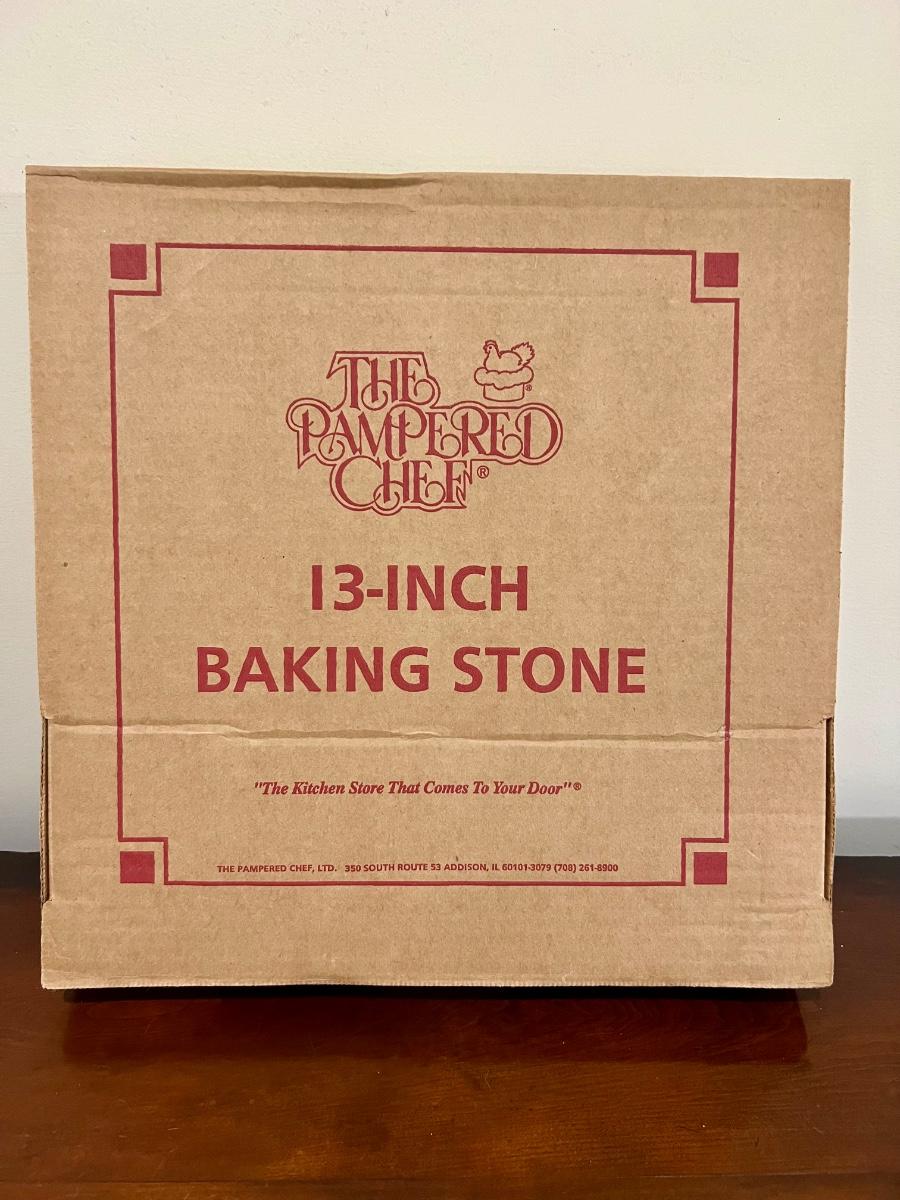 THE
PAMPERED
CHEF®
®
13-INCH
BAKING STONE
"The Kitchen Store That Comes To Your Door"®
THE PAMPERED CHEF, LTD. 350 SOUTH ROUTE 53 ADDISON, IL 60101-3079 (708) 261-8900